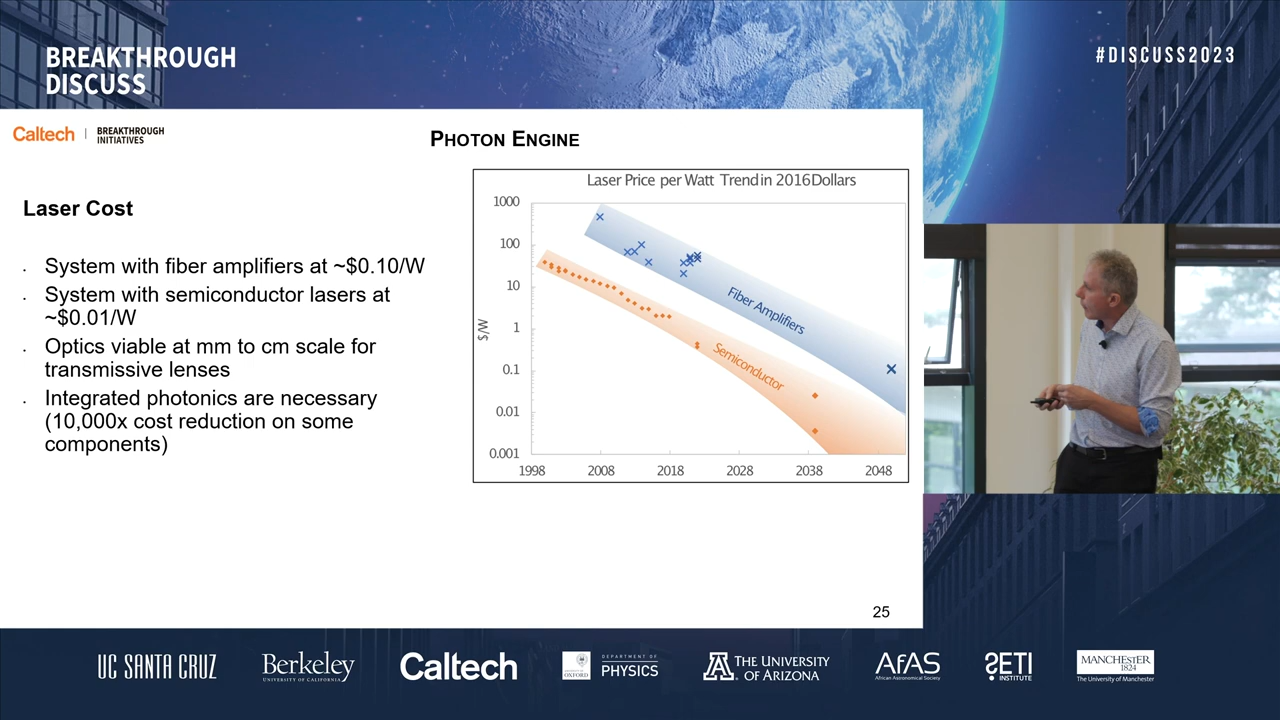 BREAKTHROUGH
DISCUSS
#DISCUSS2023
Caltech | BREAKTHROUGH
INITIATIVES
PHOTON ENGINE
Laser Cost
· System with fiber amplifiers at ~$0.10/W
· System with semiconductor lasers at
~$0.01/W
· Optics viable at mm to cm scale for
transmissive lenses
· Integrated photonics are necessary
(10,000x cost reduction on some
components)
Laser Price per Watt Trend in 2016 Dollars
1000
100
10
1
0.1
0.01
0.001
$/W
Fiber Amplifiers
Semiconductor
1998 2008 2018 2028 2038 2048
25
UC SANTA CRUZ
Berkeley
UNIVERSITY OF CALIFORNIA
Caltech
OXFORD
DEPARTMENT OF
PHYSICS
THE UNIVERSITY
OF ARIZONA
AfAS
African Astronomical Society
SETI
INSTITUTE
MANCHESTER
1824
The University of Manchester